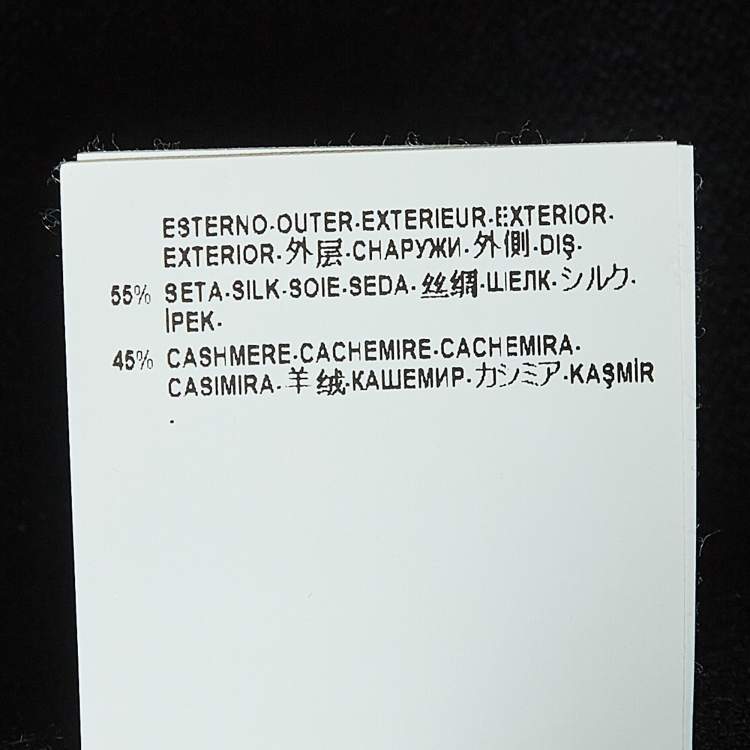 ESTERNO·OUTER·EXTERIEUR·EXTERIOR·
EXTERIOR·外层·СНАРУЖИ·外側·DIŞ·
55% SETA·SILK·SOIE·SEDA·丝绸·ШЕЛК·シルク·
İPEK·
45% CASHMERE·CACHEMIRE·CACHEMIRA·
CASIMIRA·羊绒·КАШЕМИР·カシミア·KAŞMİR
.